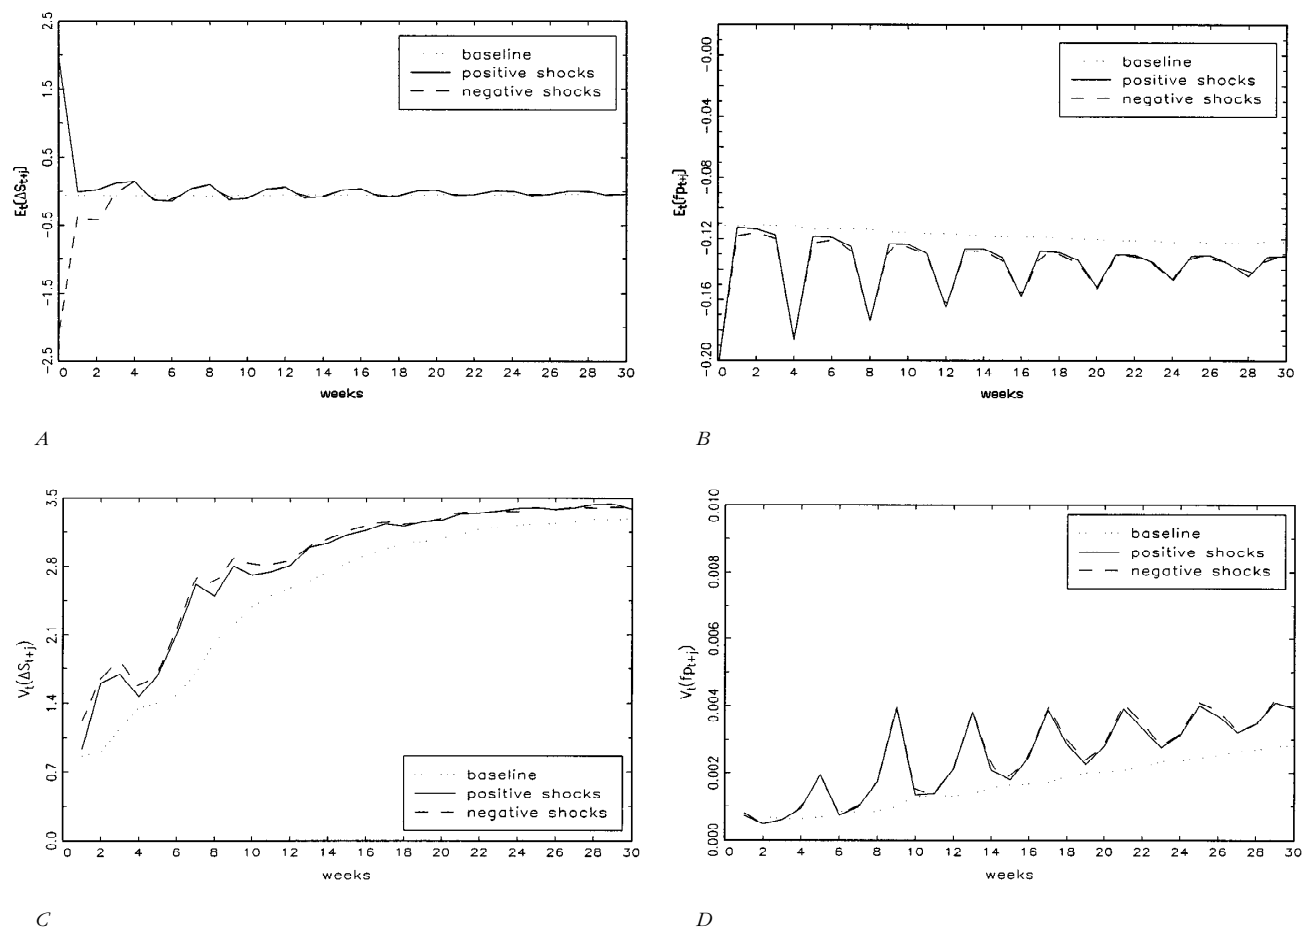 2.5
1.5
0.5
−0.5
−1.5
−2.5
E_t[ΔS_{t+j}]
baseline
positive shocks
negative shocks
0 2 4 6 8 10 12 14 16 18 20 22 24 26 28 30
weeks
A
−0.00
−0.04
−0.08
−0.12
−0.16
−0.20
E_t[fp_{t+j}]
baseline
positive shocks
negative shocks
0 2 4 6 8 10 12 14 16 18 20 22 24 26 28 30
weeks
B
3.5
2.8
2.1
1.4
0.7
0.0
V_t(ΔS_{t+j})
baseline
positive shocks
negative shocks
0 2 4 6 8 10 12 14 16 18 20 22 24 26 28 30
weeks
C
0.010
0.008
0.006
0.004
0.002
0.000
V_t(fp_{t+j})
baseline
positive shocks
negative shocks
0 2 4 6 8 10 12 14 16 18 20 22 24 26 28 30
weeks
D